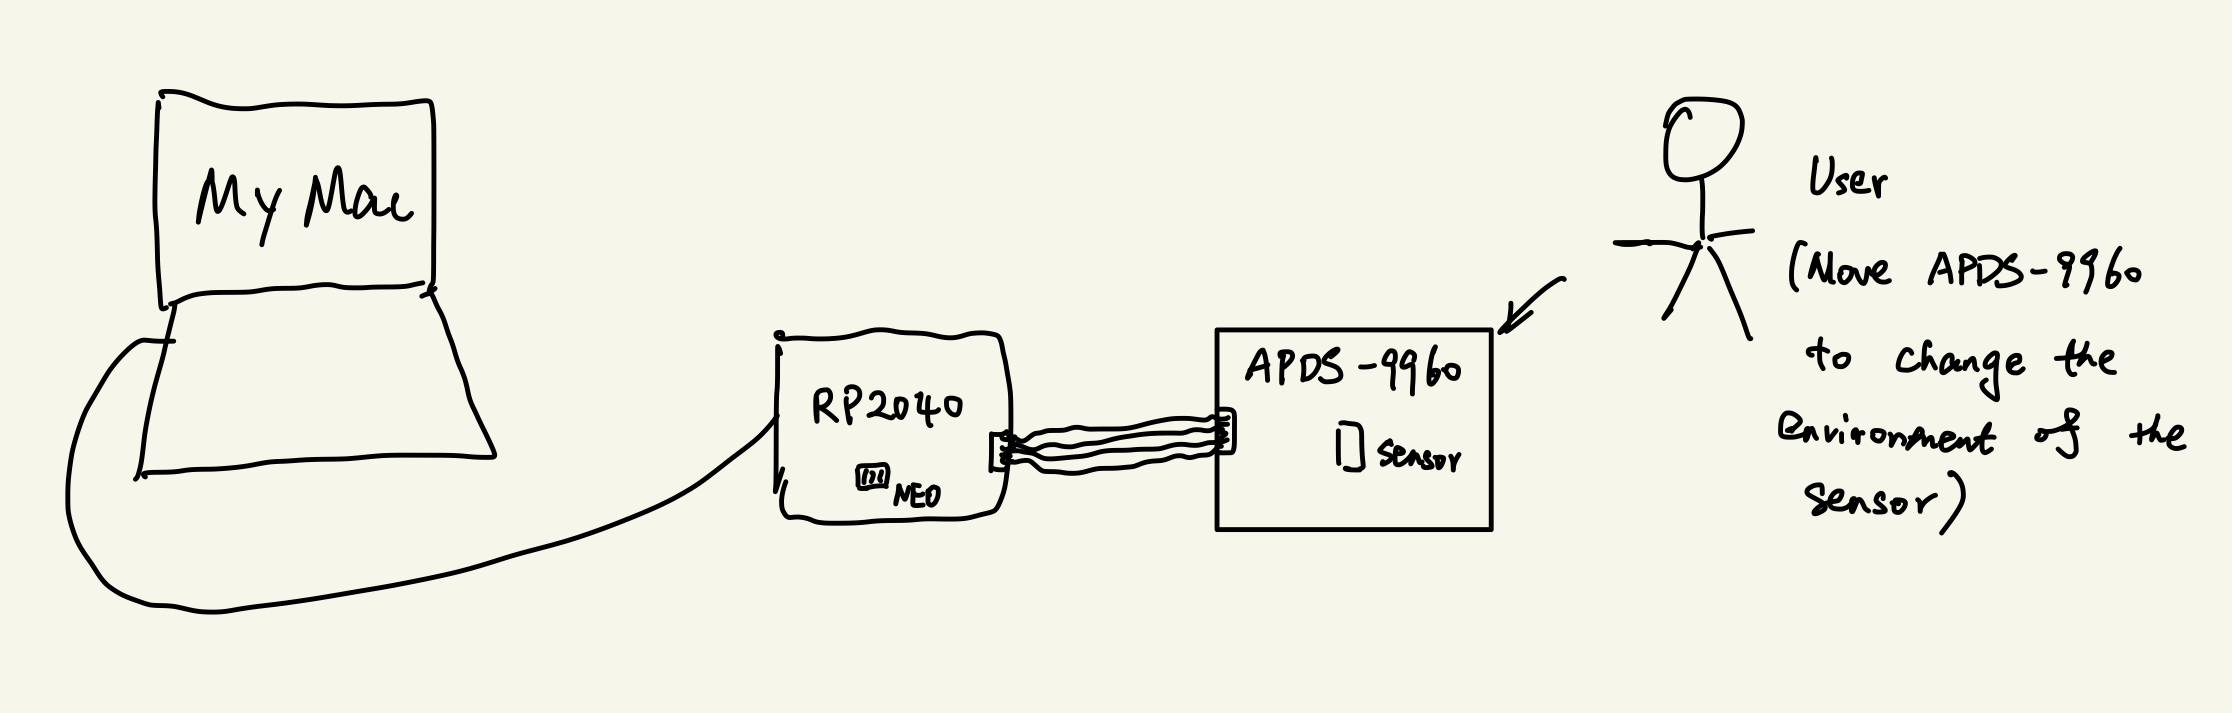 My Mac
RP2040
NEO
APDS-9960
sensor
User
(Move APDS-9960
to change the
environment of the
sensor)